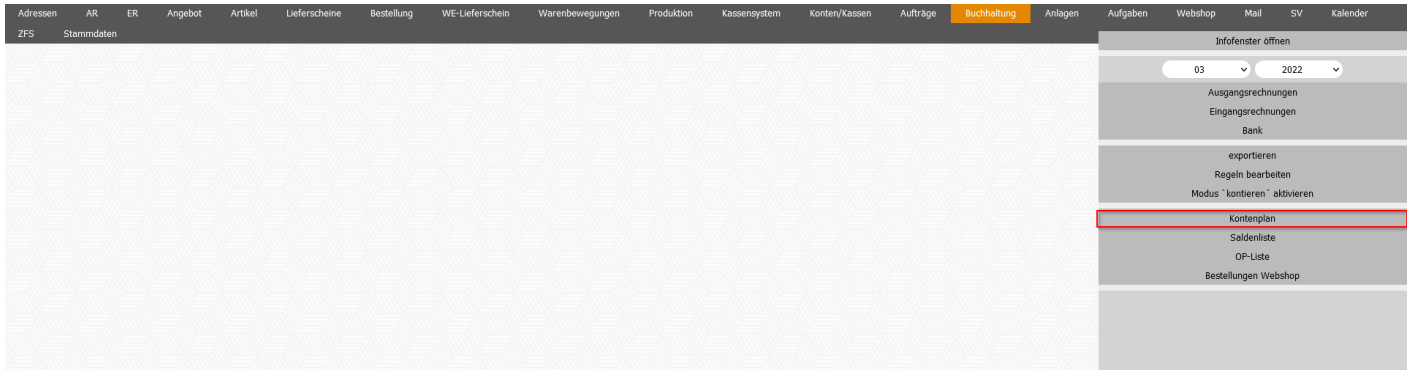 Adressen AR ER Angebot Artikel Lieferscheine Bestellung WE-Lieferschein Warenbewegungen Produktion Kassensystem Konten/Kassen Aufträge Buchhaltung Anlagen Aufgaben Webshop Mail SV Kalender
ZFS Stammdaten
Infofenster öffnen
03 2022
Ausgangsrechnungen
Eingangsrechnungen
Bank
exportieren
Regeln bearbeiten
Modus `kontieren´ aktivieren
Kontenplan
Saldenliste
OP-Liste
Bestellungen Webshop